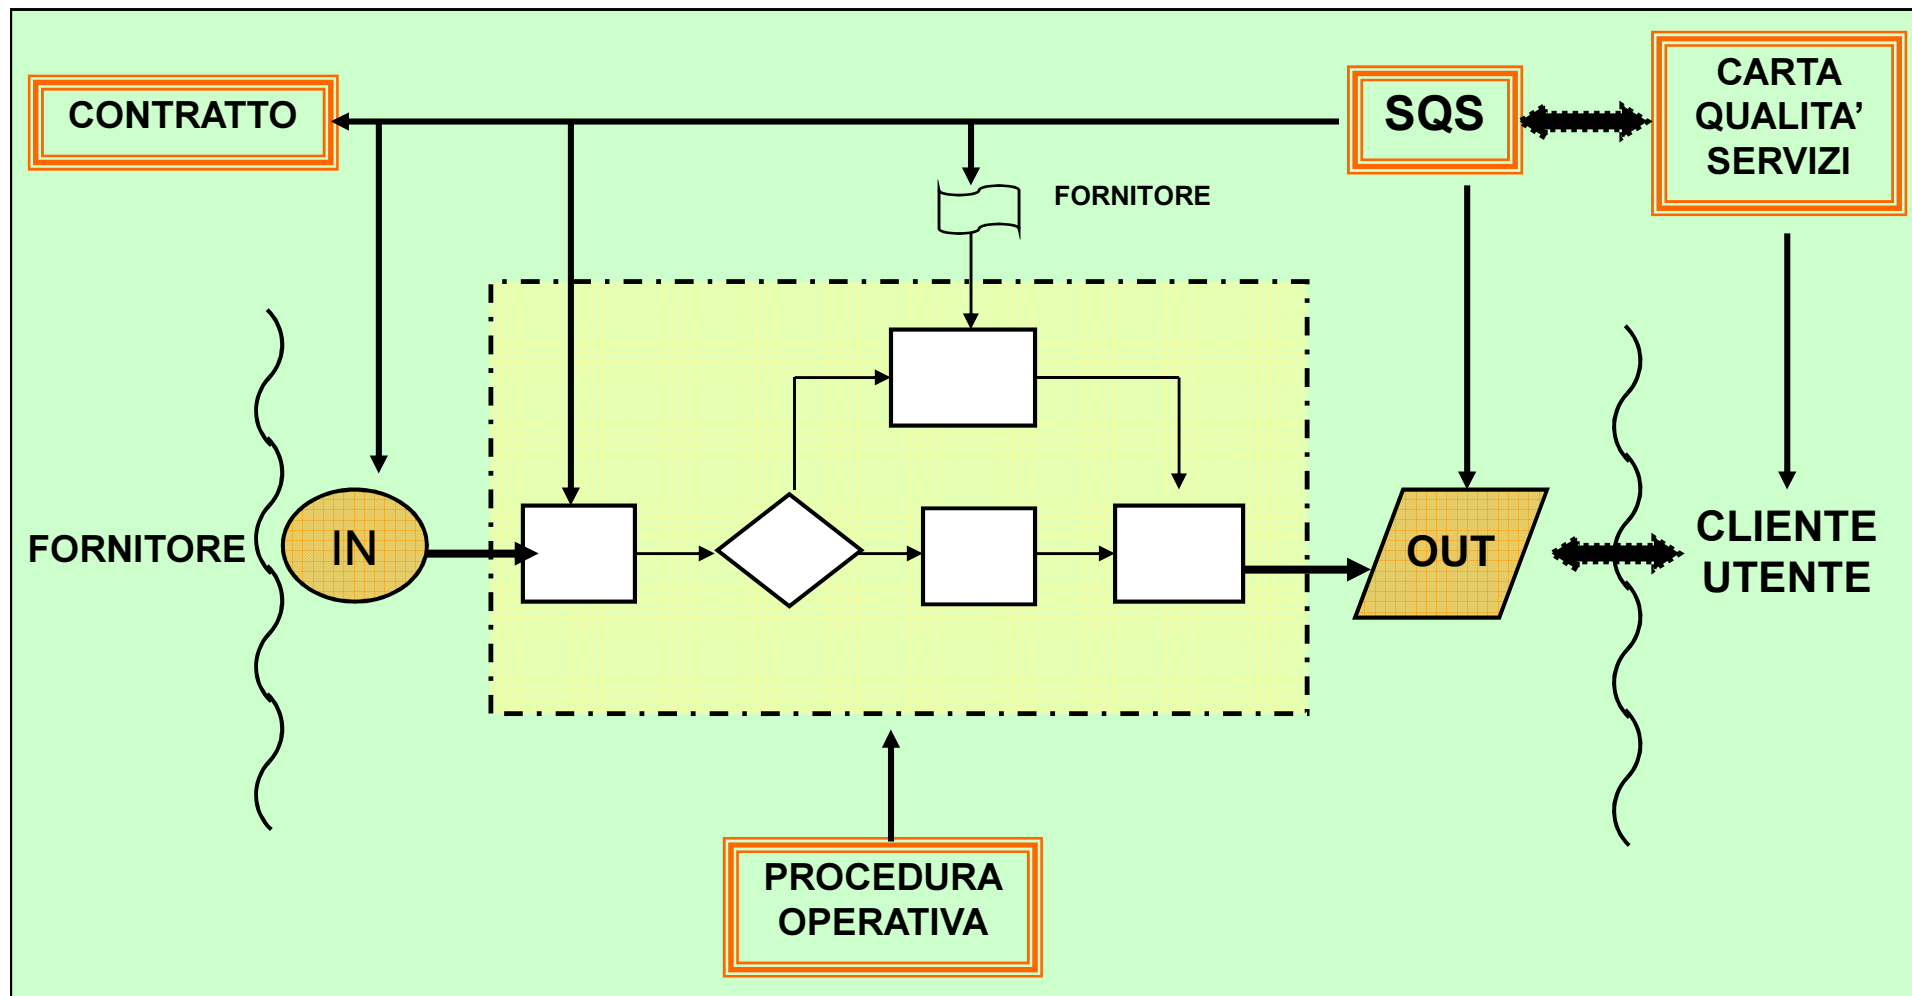 CONTRATTO
SQS
CARTA
QUALITA’
SERVIZI
FORNITORE
FORNITORE
IN
OUT
CLIENTE
UTENTE
PROCEDURA
OPERATIVA